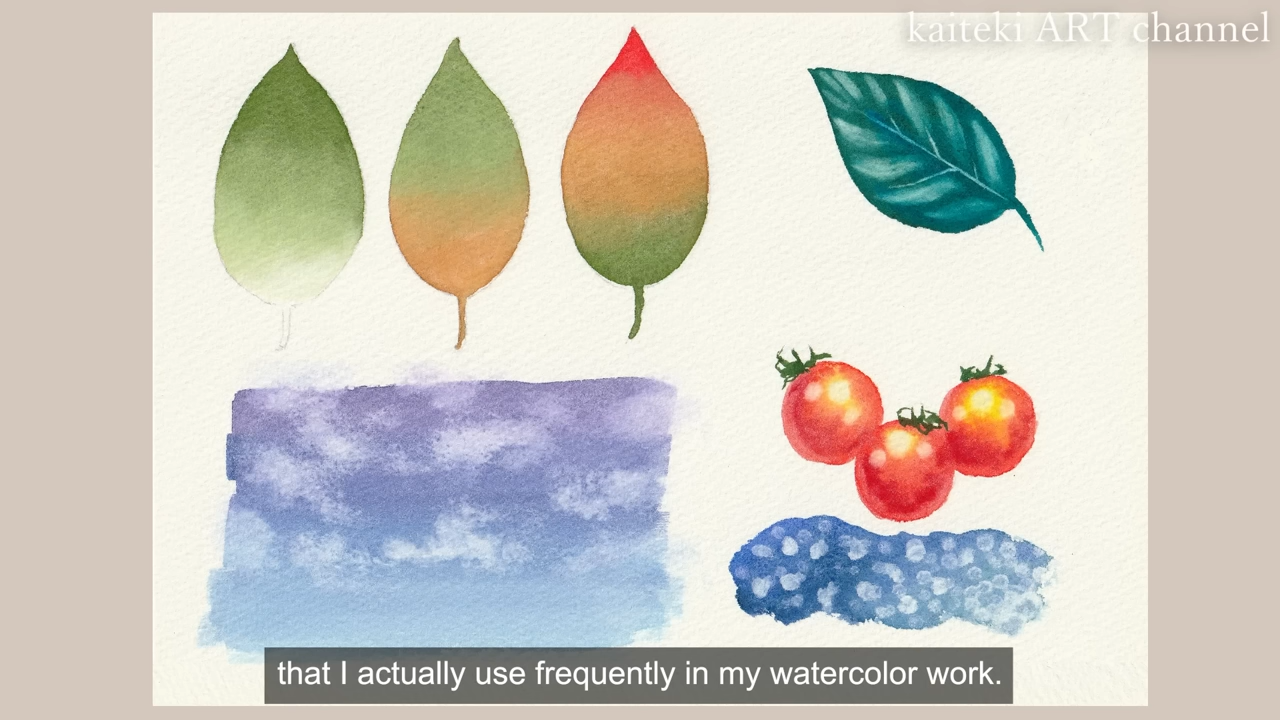 kaiteki ART channel
that I actually use frequently in my watercolor work.